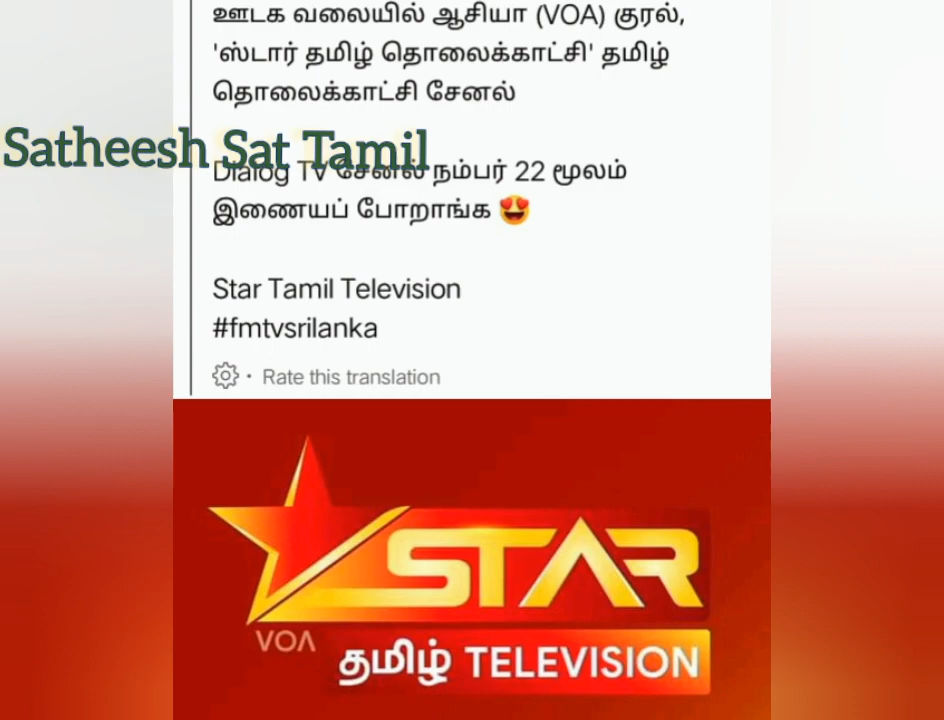 ஊடக வலையில் ஆசியா (VOA) குரல்,
'ஸ்டார் தமிழ் தொலைக்காட்சி' தமிழ்
தொலைக்காட்சி சேனல்
Satheesh Sat Tamil
Dialog TV சேனல் நம்பர் 22 மூலம்
இணையப் போறாங்க 😍
Star Tamil Television
#fmtvsrilanka
· Rate this translation
STAR
VOA
தமிழ் TELEVISION